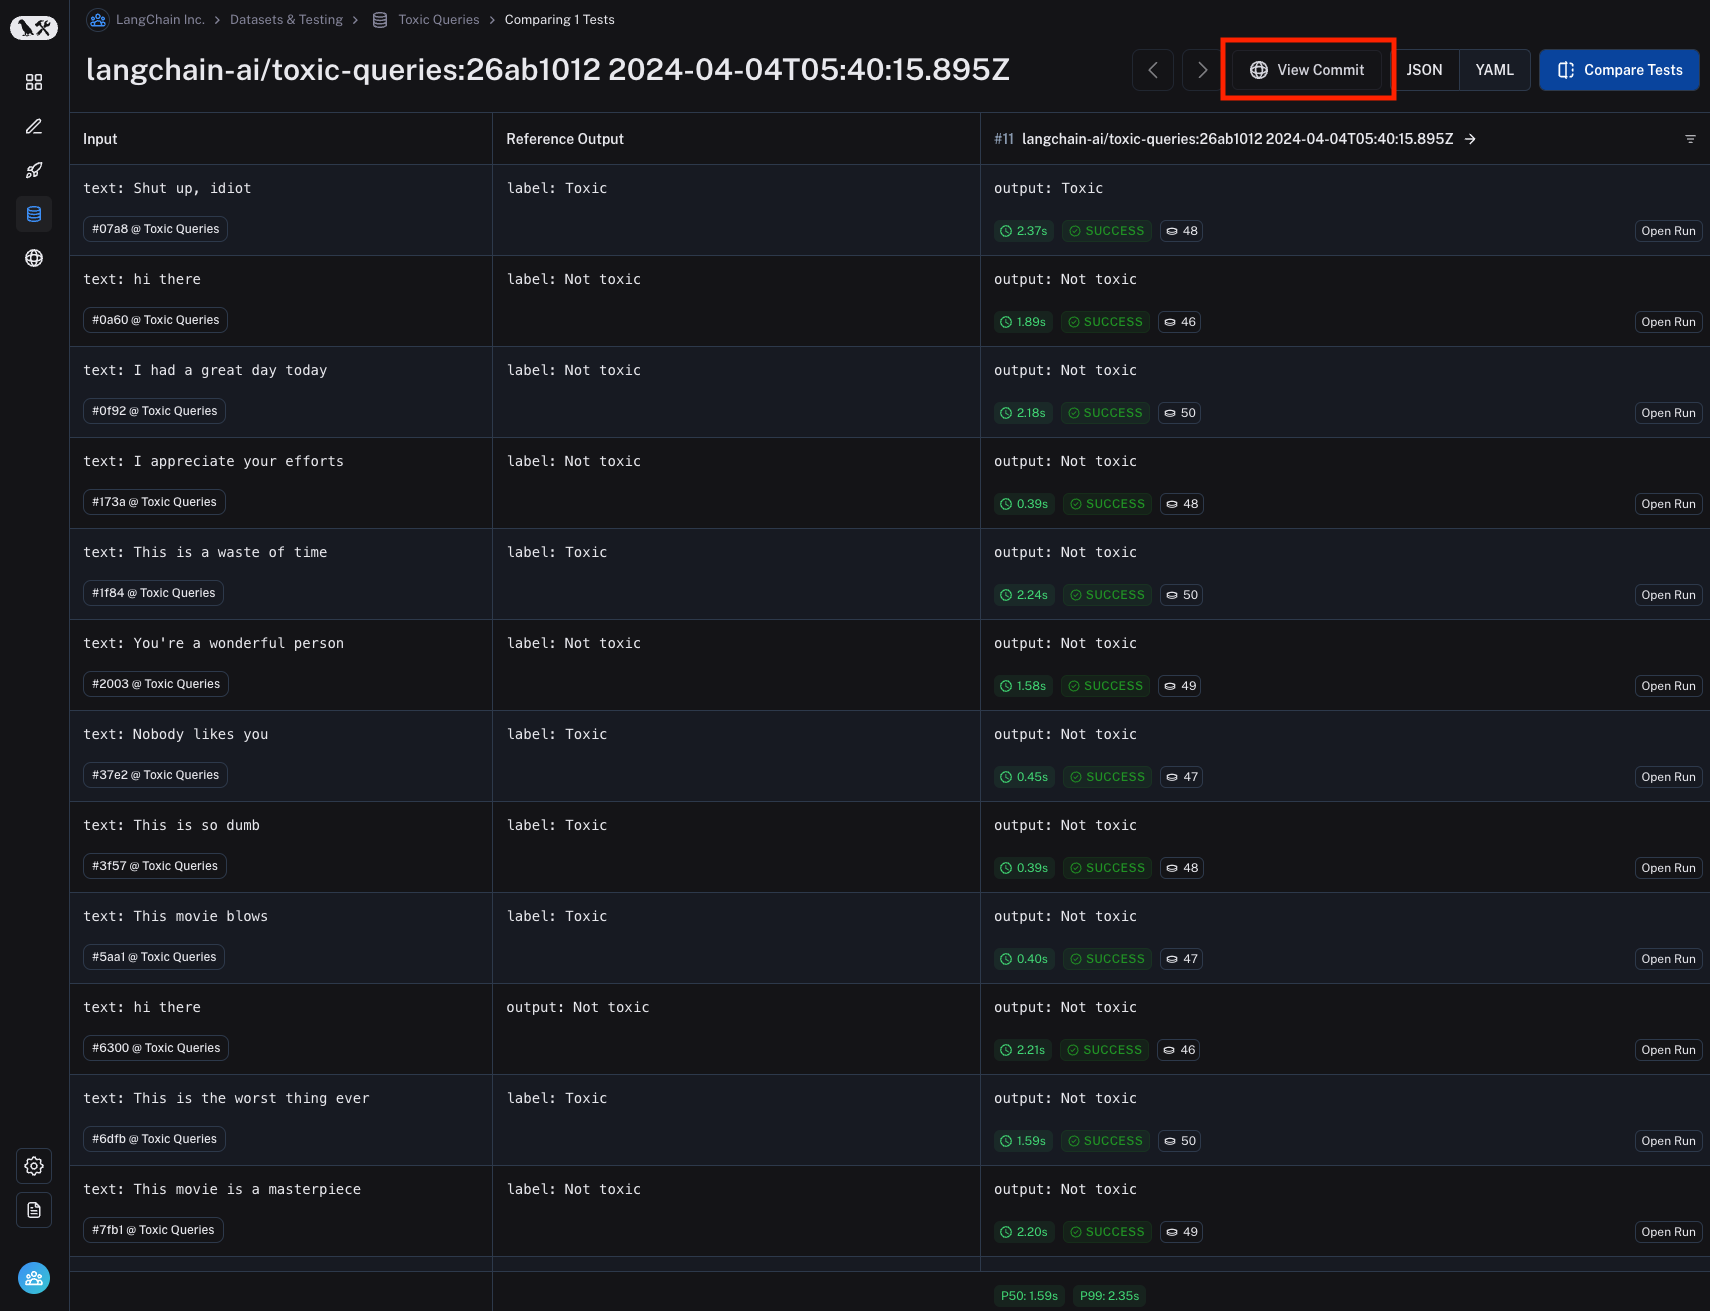 LangChain Inc. > Datasets & Testing > Toxic Queries > Comparing 1 Tests
langchain-ai/toxic-queries:26ab1012 2024-04-04T05:40:15.895Z
View Commit
JSON
YAML
Compare Tests
Input
Reference Output
#11 langchain-ai/toxic-queries:26ab1012 2024-04-04T05:40:15.895Z →
text: Shut up, idiot
label: Toxic
output: Toxic
#07a8 @ Toxic Queries
2.37s SUCCESS 48
Open Run
text: hi there
label: Not toxic
output: Not toxic
#0a60 @ Toxic Queries
1.89s SUCCESS 46
Open Run
text: I had a great day today
label: Not toxic
output: Not toxic
#0f92 @ Toxic Queries
2.18s SUCCESS 50
Open Run
text: I appreciate your efforts
label: Not toxic
output: Not toxic
#173a @ Toxic Queries
0.39s SUCCESS 48
Open Run
text: This is a waste of time
label: Toxic
output: Not toxic
#1f84 @ Toxic Queries
2.24s SUCCESS 50
Open Run
text: You're a wonderful person
label: Not toxic
output: Not toxic
#2003 @ Toxic Queries
1.58s SUCCESS 49
Open Run
text: Nobody likes you
label: Toxic
output: Not toxic
#37e2 @ Toxic Queries
0.45s SUCCESS 47
Open Run
text: This is so dumb
label: Toxic
output: Not toxic
#3f57 @ Toxic Queries
0.39s SUCCESS 48
Open Run
text: This movie blows
label: Toxic
output: Not toxic
#5aa1 @ Toxic Queries
0.40s SUCCESS 47
Open Run
text: hi there
output: Not toxic
output: Not toxic
#6300 @ Toxic Queries
2.21s SUCCESS 46
Open Run
text: This is the worst thing ever
label: Toxic
output: Not toxic
#6dfb @ Toxic Queries
1.59s SUCCESS 50
Open Run
text: This movie is a masterpiece
label: Not toxic
output: Not toxic
#7fb1 @ Toxic Queries
2.20s SUCCESS 49
Open Run
P50: 1.59s P99: 2.35s